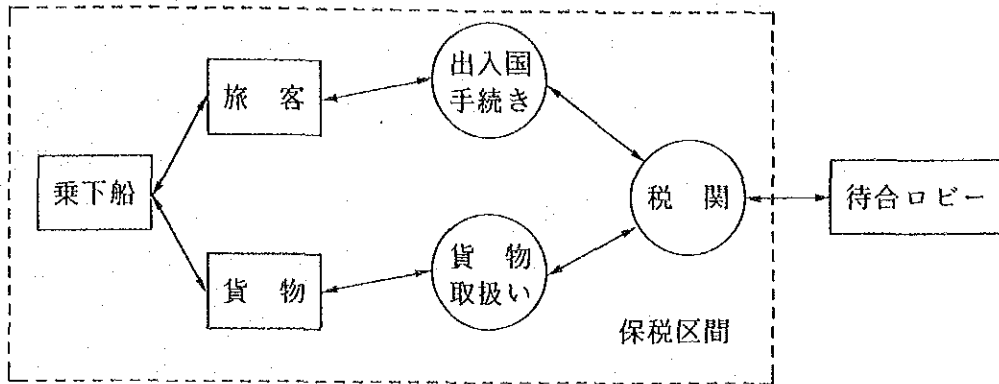 乗下船
旅 客
出入国
手続き
貨 物
貨 物
取扱い
税 関
待合ロビー
保税区間